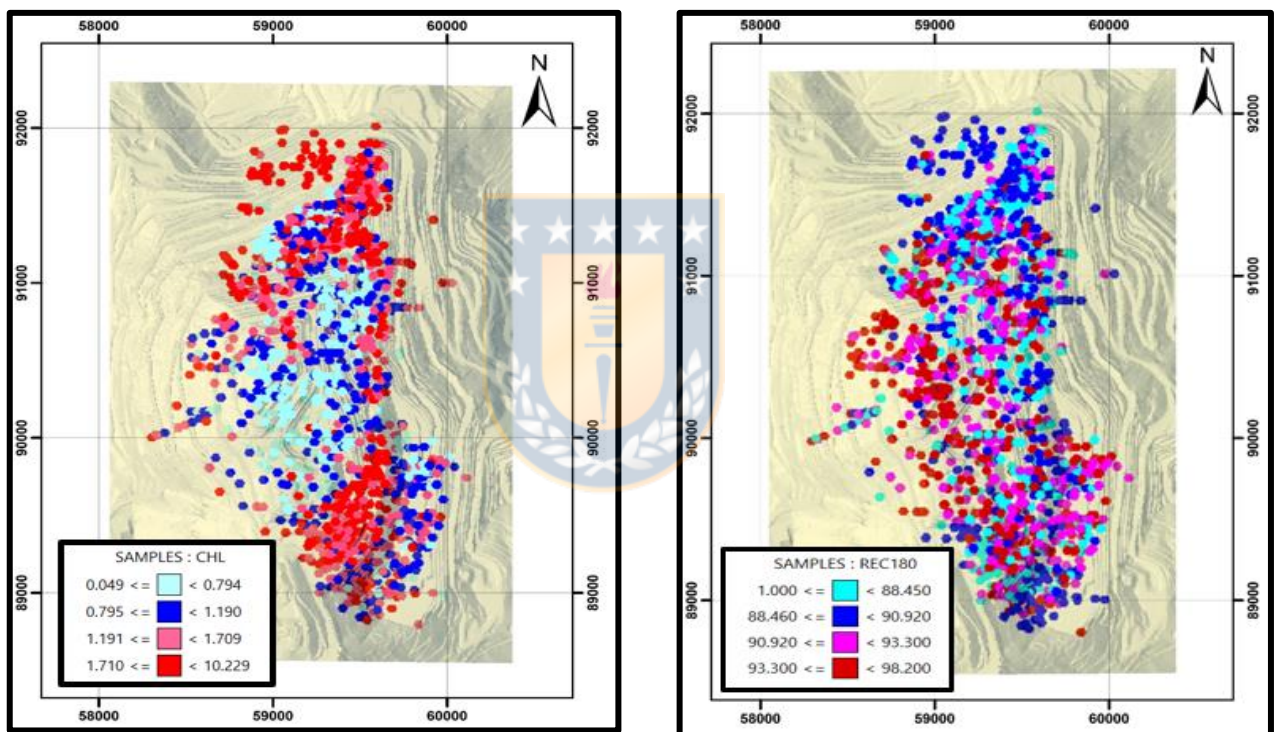 58000 59000 60000
N
92000 92000
91000 91000
90000 90000
89000 89000
SAMPLES : CHL
0.049 <= < 0.794
0.795 <= < 1.190
1.191 <= < 1.709
1.710 <= < 10.229
58000 59000 60000
58000 59000 60000
N
92000 92000
91000 91000
90000 90000
89000 89000
SAMPLES : REC180
1.000 <= < 88.450
88.460 <= < 90.920
90.920 <= < 93.300
93.300 <= < 98.200
58000 59000 60000